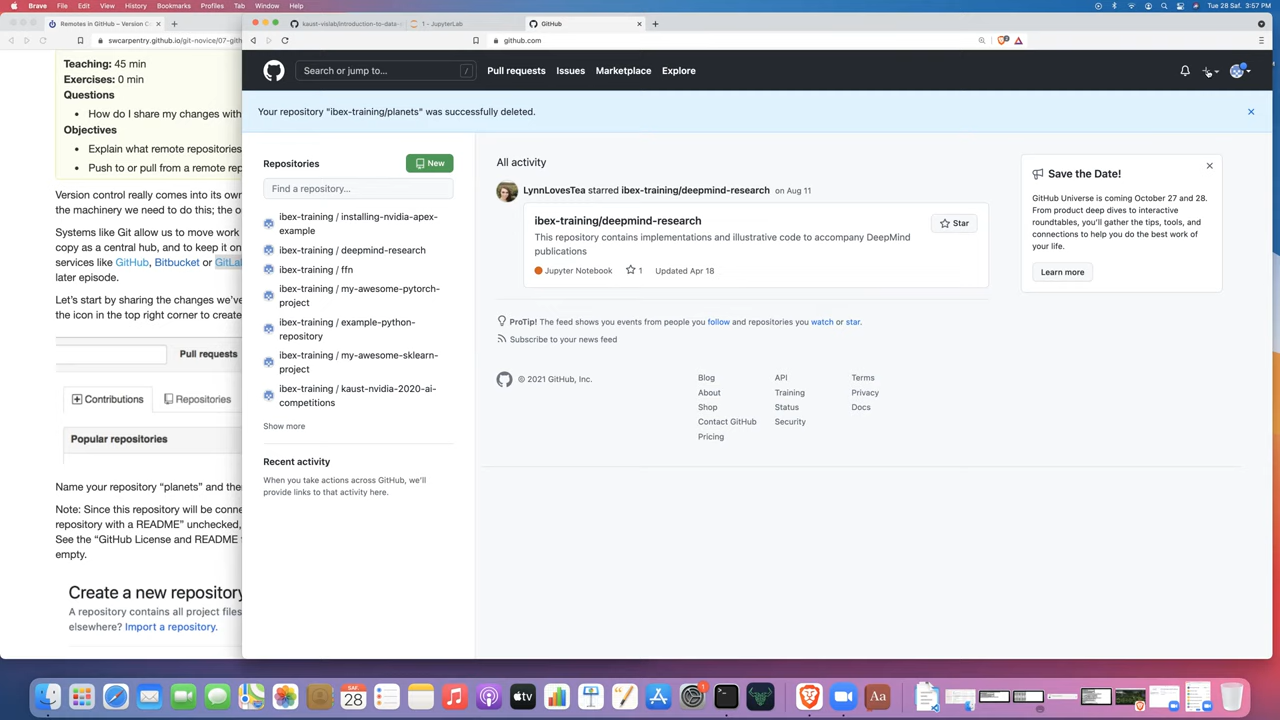 Brave File Edit View History Bookmarks Profiles Tab Window Help
Tue 28 Saf. 3:57 PM
Remotes in GitHub – Version C
swcarpentry.github.io/git-novice/07-gith
Teaching: 45 min
Exercises: 0 min
Questions
How do I share my changes with
Objectives
Explain what remote repositories
Push to or pull from a remote rep
Version control really comes into its own
the machinery we need to do this; the o
Systems like Git allow us to move work
copy as a central hub, and to keep it on
services like GitHub, Bitbucket or GitLa
later episode.
Let's start by sharing the changes we've
the icon in the top right corner to create
Pull requests
Contributions Repositories
Popular repositories
Name your repository "planets" and the
Note: Since this repository will be conne
repository with a README" unchecked,
See the "GitHub License and README
empty.
Create a new repository
A repository contains all project files
elsewhere? Import a repository.
kaust-vislab/introduction-to-data-
1 - JupyterLab
GitHub
github.com
Search or jump to... /
Pull requests Issues Marketplace Explore
Your repository "ibex-training/planets" was successfully deleted.
Repositories
New
Find a repository...
ibex-training / installing-nvidia-apex-
example
ibex-training / deepmind-research
ibex-training / ffn
ibex-training / my-awesome-pytorch-
project
ibex-training / example-python-
repository
ibex-training / my-awesome-sklearn-
project
ibex-training / kaust-nvidia-2020-ai-
competitions
Show more
Recent activity
When you take actions across GitHub, we'll
provide links to that activity here.
All activity
LynnLovesTea starred ibex-training/deepmind-research on Aug 11
ibex-training/deepmind-research
Star
This repository contains implementations and illustrative code to accompany DeepMind
publications
Jupyter Notebook 1 Updated Apr 18
ProTip! The feed shows you events from people you follow and repositories you watch or star.
Subscribe to your news feed
© 2021 GitHub, Inc.
Blog API Terms
About Training Privacy
Shop Status Docs
Contact GitHub Security
Pricing
Save the Date!
GitHub Universe is coming October 27 and 28.
From product deep dives to interactive
roundtables, you'll gather the tips, tools, and
connections to help you do the best work of
your life.
Learn more
SAT
28
tv
Aa